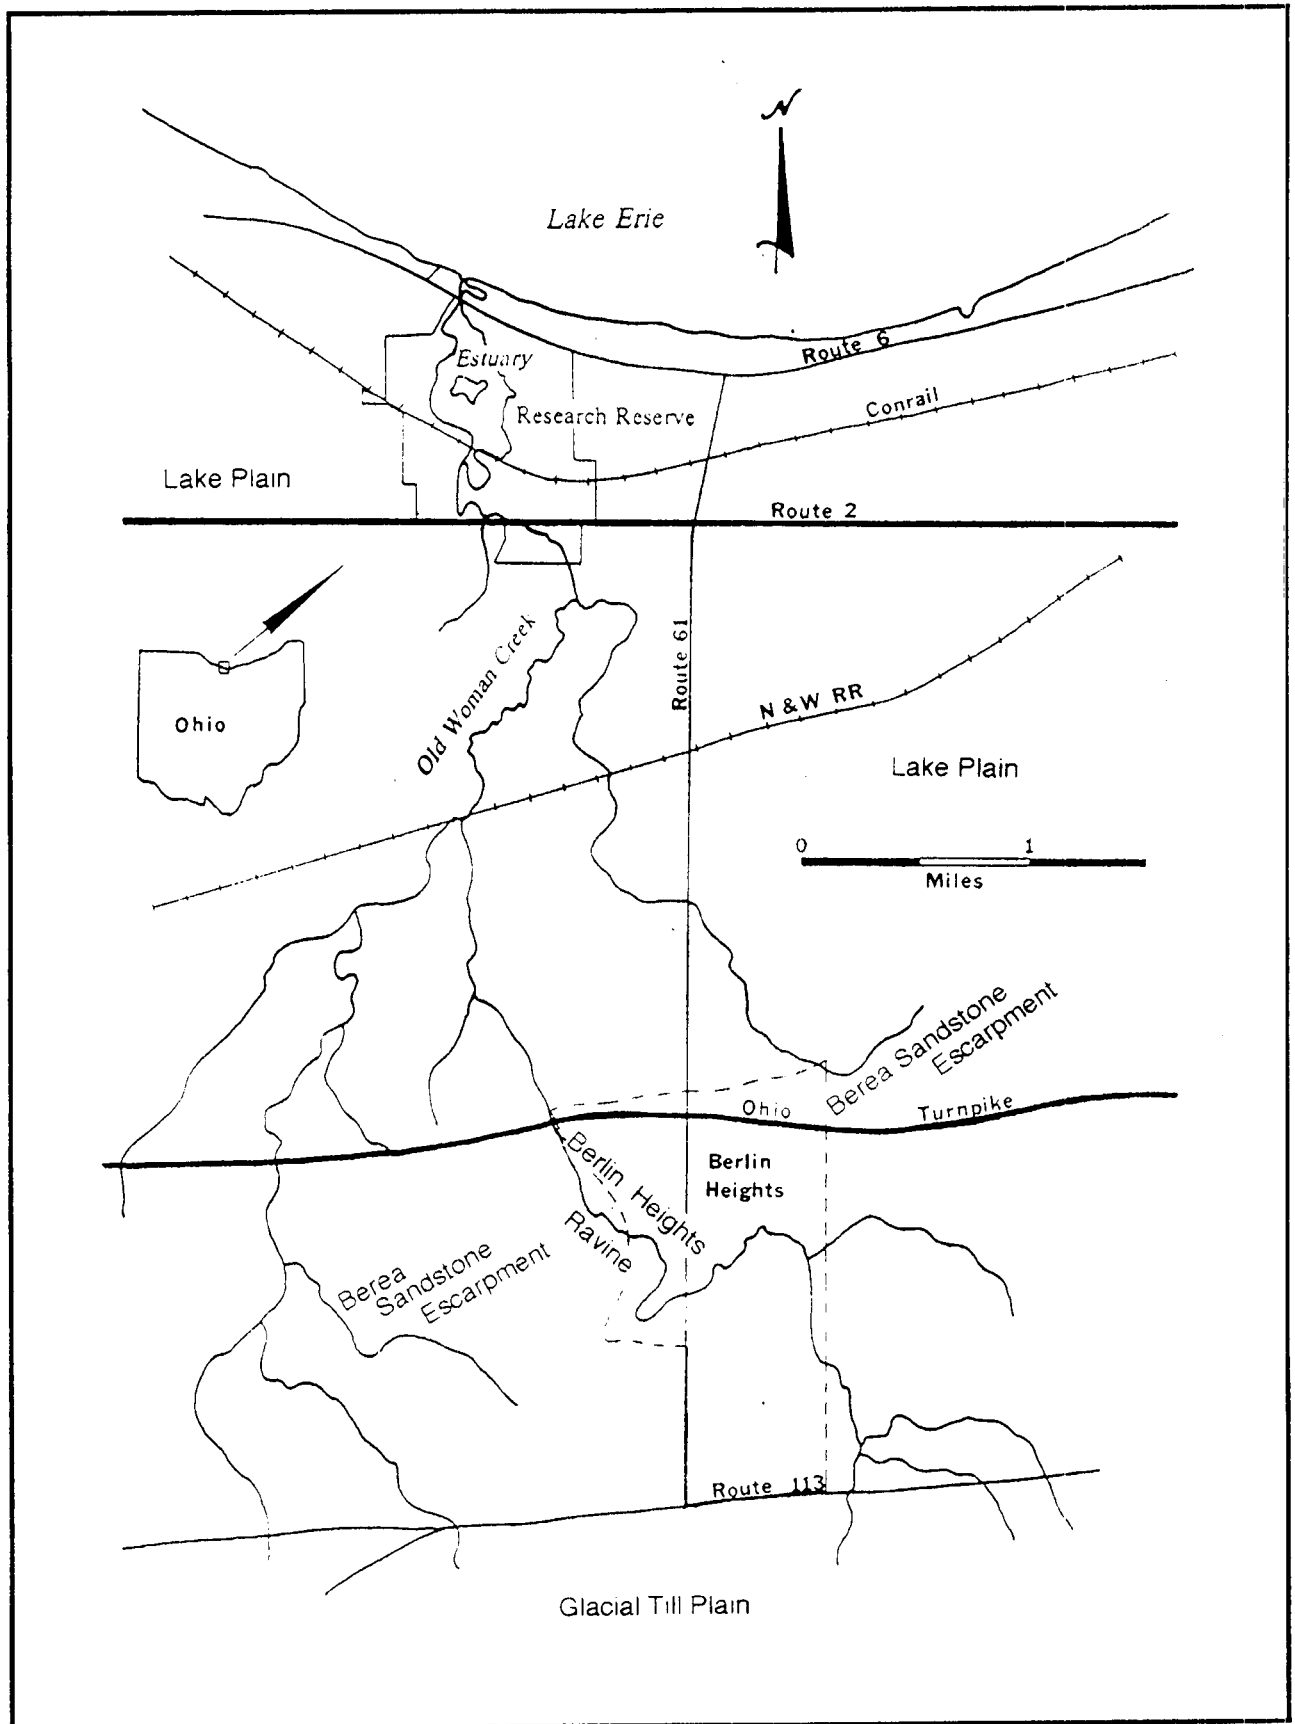 N
Lake Erie
Route 6
Estuary
Conrail
Research Reserve
Lake Plain
Route 2
Old Woman Creek
Route 61
Ohio
N & W RR
Lake Plain
0 1
Miles
Berea Sandstone
Escarpment
Ohio Turnpike
Berlin Heights
Ravine
Berlin
Heights
Berea
Sandstone
Escarpment
Route 113
Glacial Till Plain